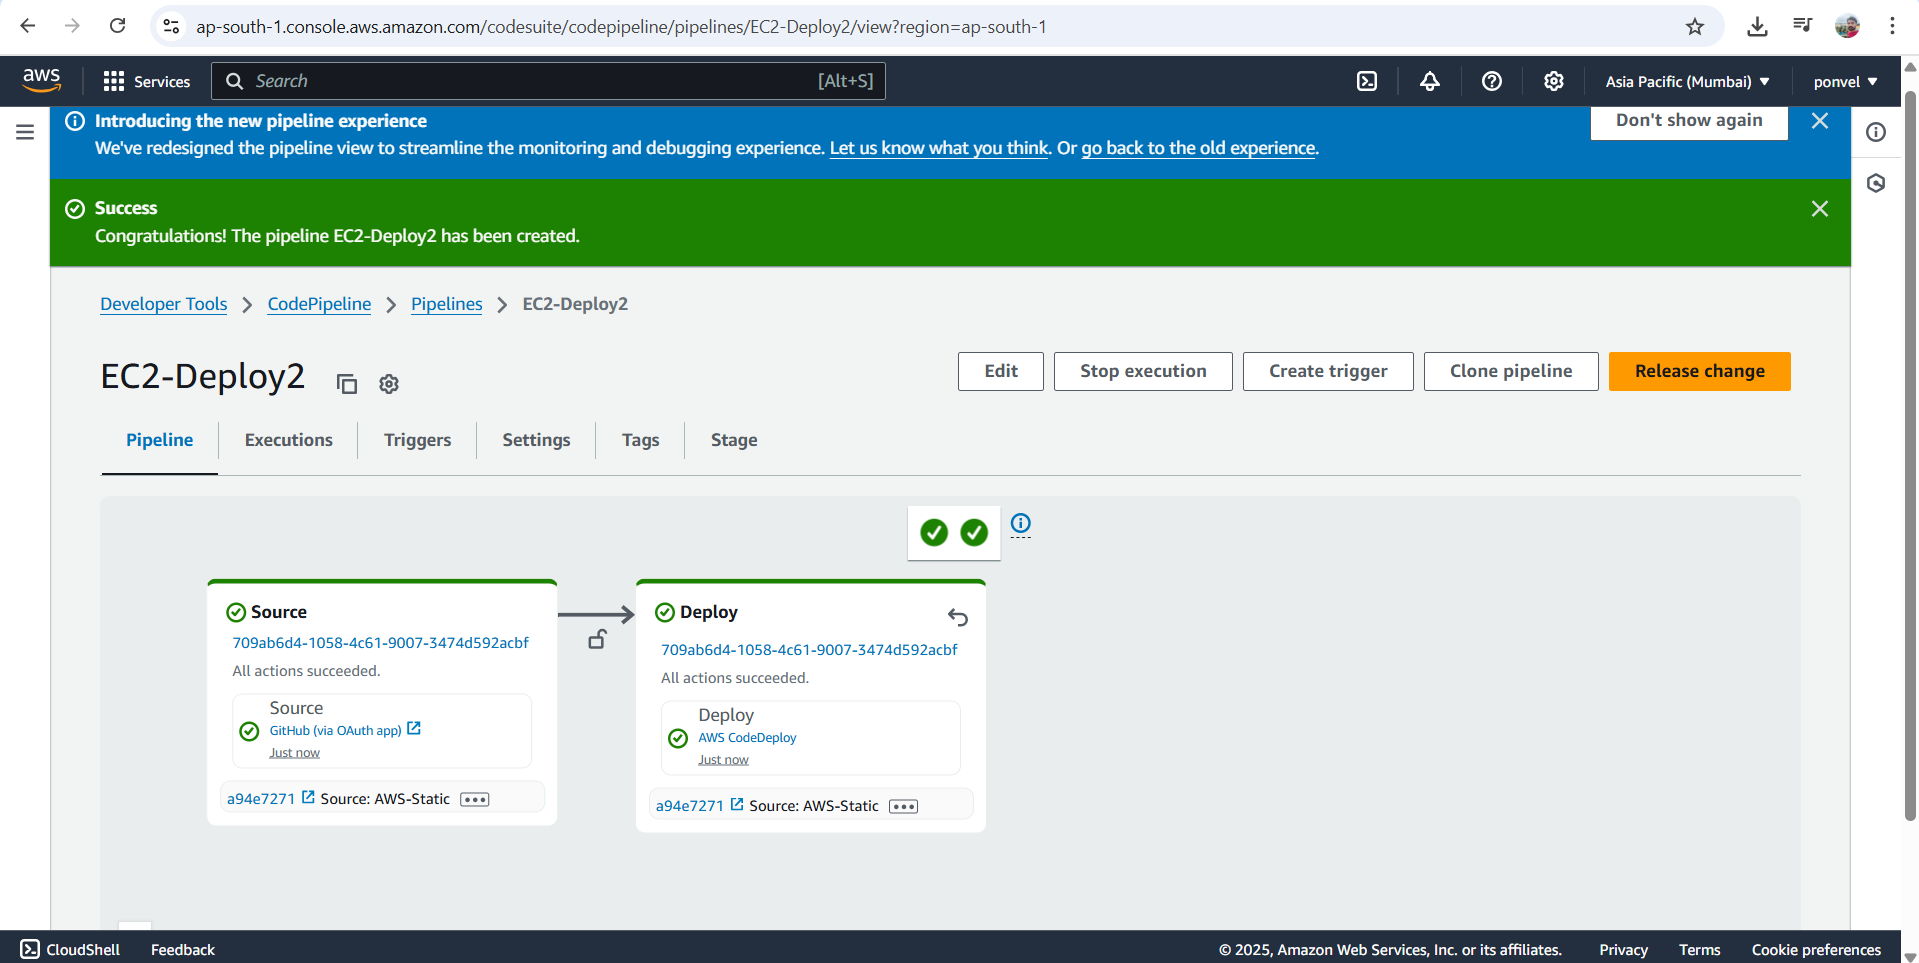 ap-south-1.console.aws.amazon.com/codesuite/codepipeline/pipelines/EC2-Deploy2/view?region=ap-south-1
aws Services Search [Alt+S] Asia Pacific (Mumbai) ponvel
Introducing the new pipeline experience Don't show again
We've redesigned the pipeline view to streamline the monitoring and debugging experience. Let us know what you think. Or go back to the old experience.
Success
Congratulations! The pipeline EC2-Deploy2 has been created.
Developer Tools > CodePipeline > Pipelines > EC2-Deploy2
EC2-Deploy2 Edit Stop execution Create trigger Clone pipeline Release change
Pipeline Executions Triggers Settings Tags Stage
Source
709ab6d4-1058-4c61-9007-3474d592acbf
All actions succeeded.
Source
GitHub (via OAuth app)
Just now
a94e7271 Source: AWS-Static
Deploy
709ab6d4-1058-4c61-9007-3474d592acbf
All actions succeeded.
Deploy
AWS CodeDeploy
Just now
a94e7271 Source: AWS-Static
CloudShell Feedback © 2025, Amazon Web Services, Inc. or its affiliates. Privacy Terms Cookie preferences